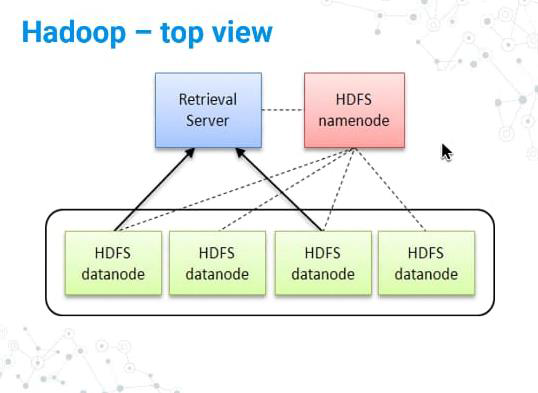 Hadoop – top view
Retrieval
Server
HDFS
namenode
HDFS
datanode
HDFS
datanode
HDFS
datanode
HDFS
datanode